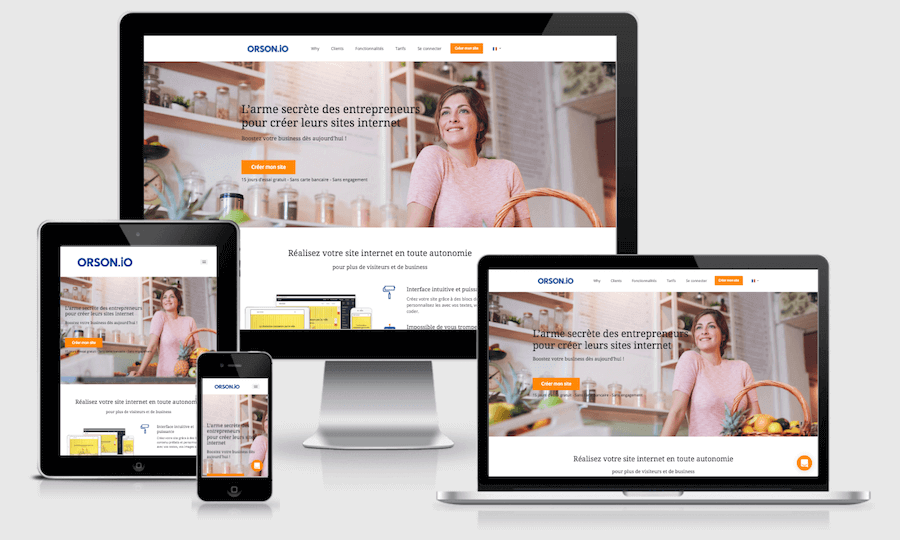 ORSON.iO
Why Clients Fonctionnalités Tarifs Se connecter Créer mon site
L'arme secrète des entrepreneurs
pour créer leurs sites internet
Boostez votre business dès aujourd'hui !
Créer mon site
15 jours d'essai gratuit - Sans carte bancaire - Sans engagement
Réalisez votre site internet en toute autonomie
pour plus de visiteurs et de business
Interface intuitive et puissa
Créer votre site grâce à des blocs d
personnalisez les avec vos textes, v
coder.
Impossible de vous trompe
ORSON.iO
L'arme secrète des entrepreneurs
pour créer leurs sites internet
Boostez votre business dès aujourd'hui !
Créer mon site
Réalisez votre site internet en toute autonomie
pour plus de visiteurs et de business
Interface intuitive et
puissante
ORSON.iO
L'arme secrète des
entrepreneurs
pour créer leurs sites
internet
Boostez votre business dès
aujourd'hui !
ORSON.iO
Why Clients Fonctionnalités Tarifs Se connecter Créer mon site
L'arme secrète des entrepreneurs
pour créer leurs sites internet
Boostez votre business dès aujourd'hui !
Créer mon site
Réalisez votre site internet en toute autonomie
pour plus de visiteurs et de business